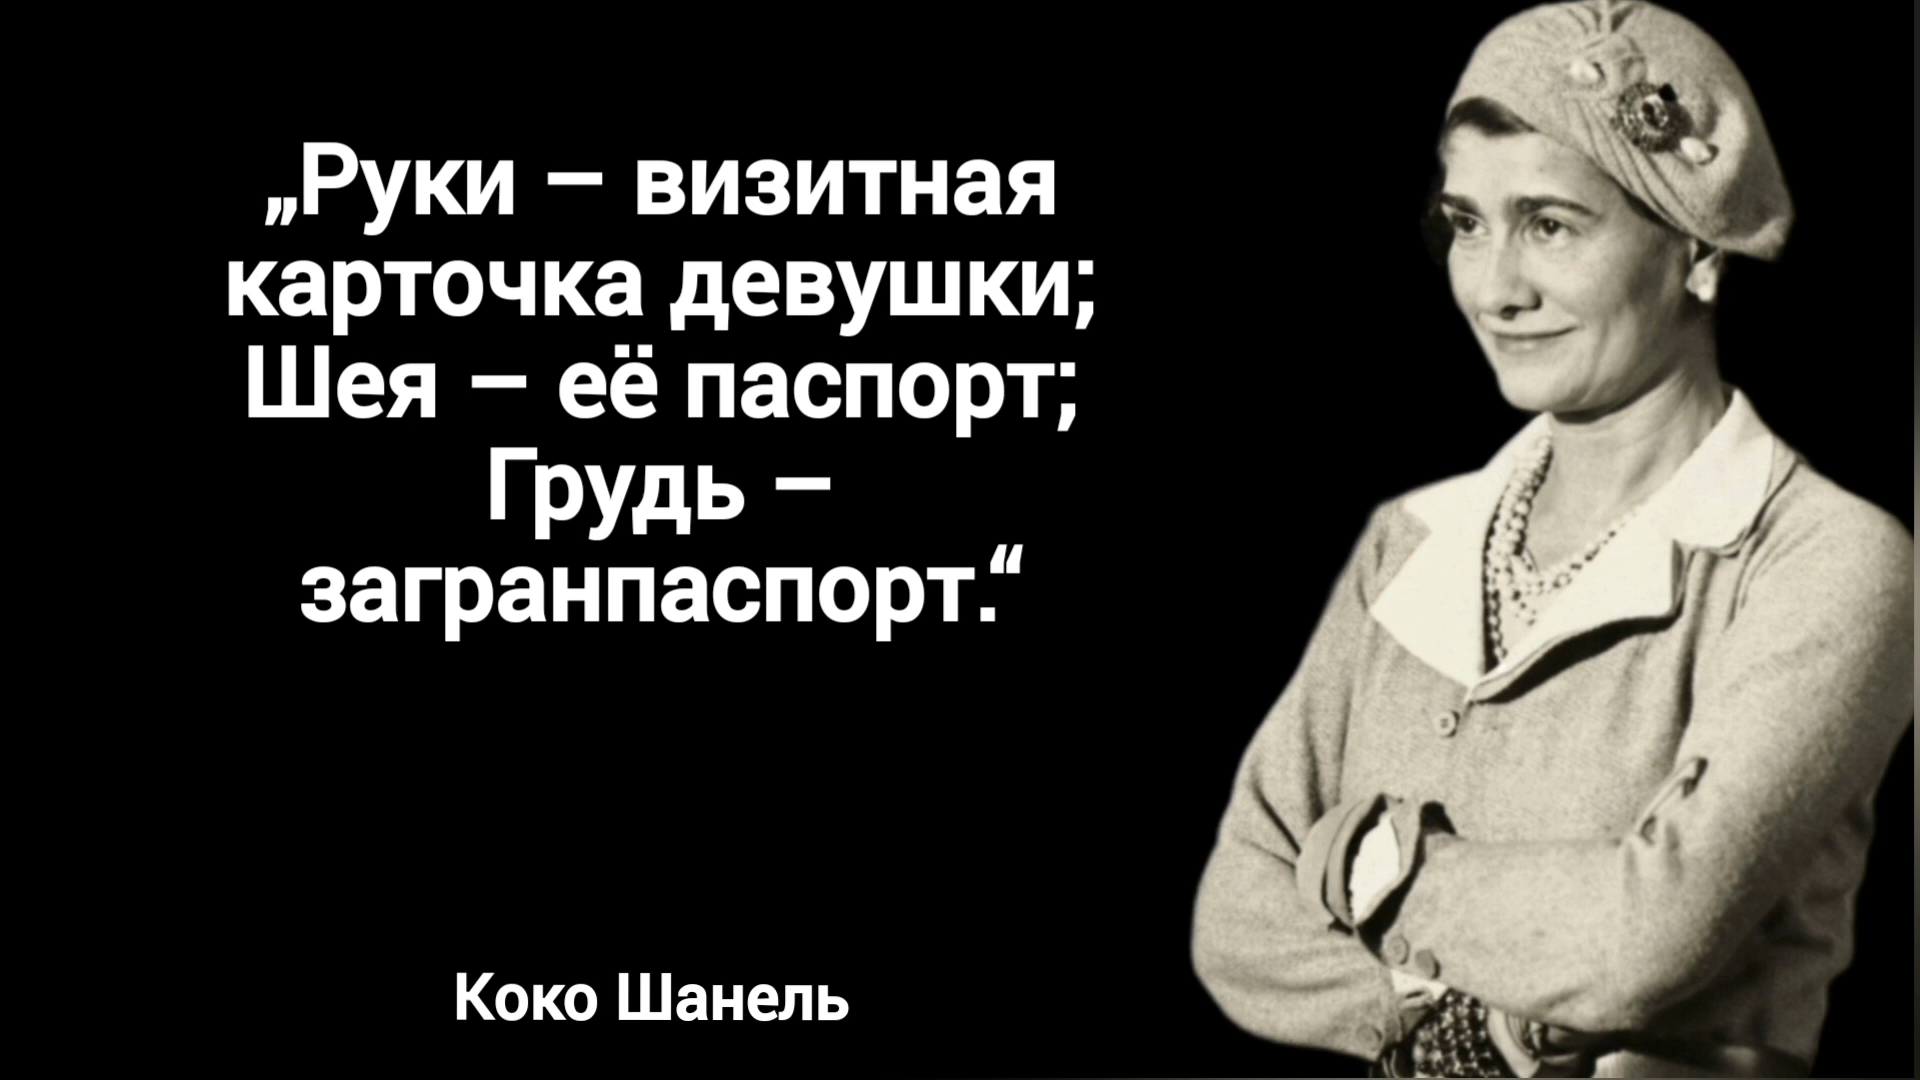 „Руки – визитная
карточка девушки;
Шея – её паспорт;
Грудь –
загранпаспорт.“
Коко Шанель